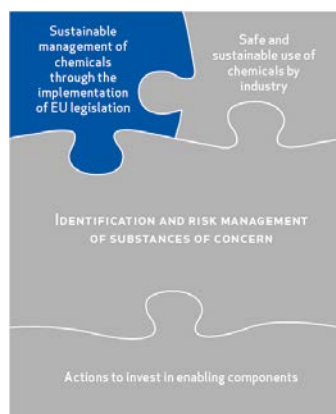 Sustainable
management of
chemicals
through the
implementation
of EU legislation
Safe and
sustainable use of
chemicals by
industry
IDENTIFICATION AND RISK MANAGEMENT
OF SUBSTANCES OF CONCERN
Actions to invest in enabling components